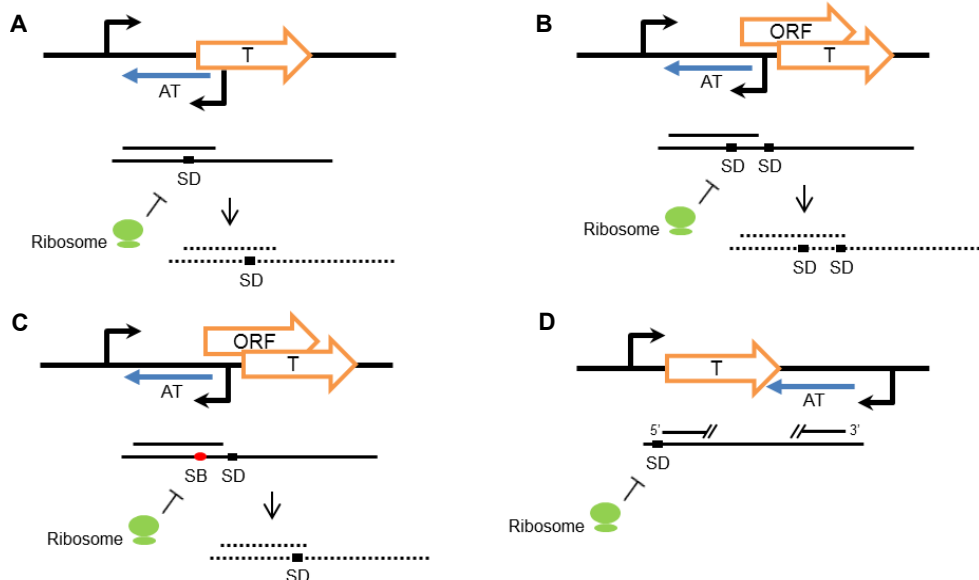 A
T
AT
SD
Ribosome
SD
B
ORF
T
AT
SD SD
Ribosome
SD SD
C
ORF
T
AT
SB SD
Ribosome
SD
D
T
AT
5' 3'
SD
Ribosome